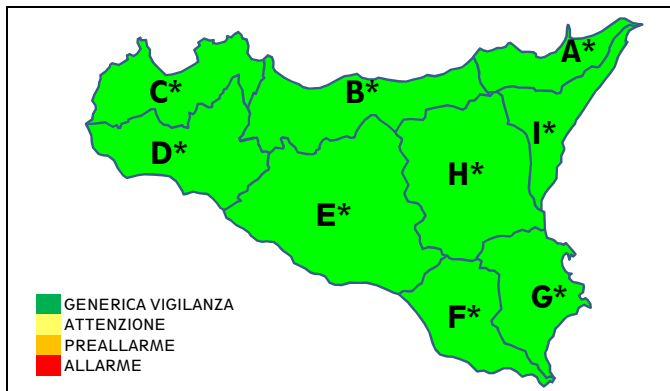 A*
C*
B*
I*
D*
H*
E*
G*
F*
GENERICA VIGILANZA
ATTENZIONE
PREALLARME
ALLARME